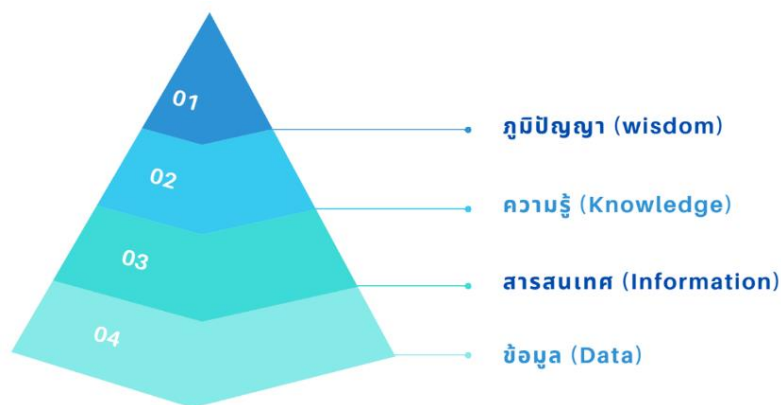 01
ภูมิปัญญา (wisdom)
02
ความรู้ (Knowledge)
03
สารสนเทศ (Information)
04
ข้อมูล (Data)